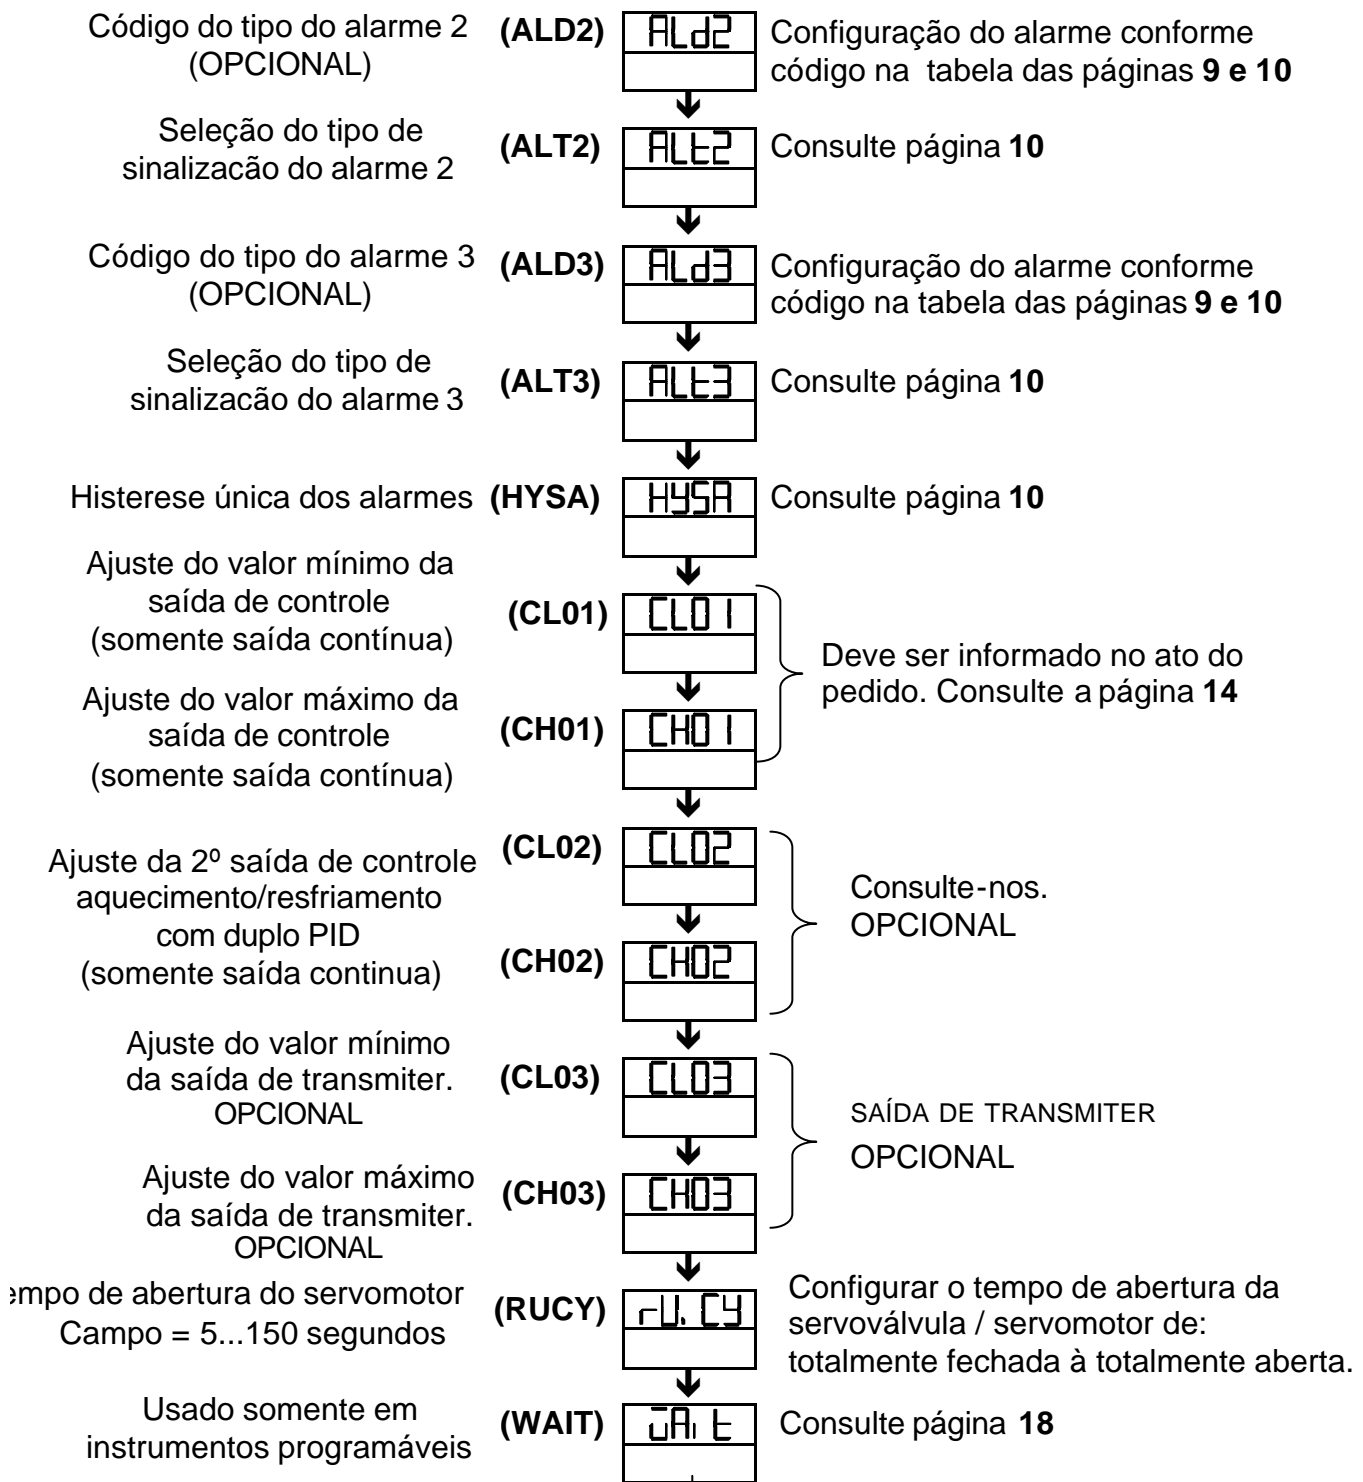 Código do tipo do alarme 2
(OPCIONAL)
(ALD2)
ALd2
Configuração do alarme conforme
código na tabela das páginas 9 e 10
Seleção do tipo de
sinalizacão do alarme 2
(ALT2)
ALt2
Consulte página 10
Código do tipo do alarme 3
(OPCIONAL)
(ALD3)
ALd3
Configuração do alarme conforme
código na tabela das páginas 9 e 10
Seleção do tipo de
sinalizacão do alarme 3
(ALT3)
ALt3
Consulte página 10
Histerese única dos alarmes
(HYSA)
HYSA
Consulte página 10
Ajuste do valor mínimo da
saída de controle
(somente saída contínua)
(CL01)
CL01
Ajuste do valor máximo da
saída de controle
(somente saída contínua)
(CH01)
CH01
Deve ser informado no ato do
pedido. Consulte a página 14
Ajuste da 2º saída de controle
aquecimento/resfriamento
com duplo PID
(somente saída continua)
(CL02)
CL02
(CH02)
CH02
Consulte-nos.
OPCIONAL
Ajuste do valor mínimo
da saída de transmiter.
OPCIONAL
(CL03)
CL03
Ajuste do valor máximo
da saída de transmiter.
OPCIONAL
(CH03)
CH03
SAÍDA DE TRANSMITER
OPCIONAL
empo de abertura do servomotor
Campo = 5...150 segundos
(RUCY)
rU.CY
Configurar o tempo de abertura da
servoválvula / servomotor de:
totalmente fechada à totalmente aberta.
Usado somente em
instrumentos programáveis
(WAIT)
wAit
Consulte página 18